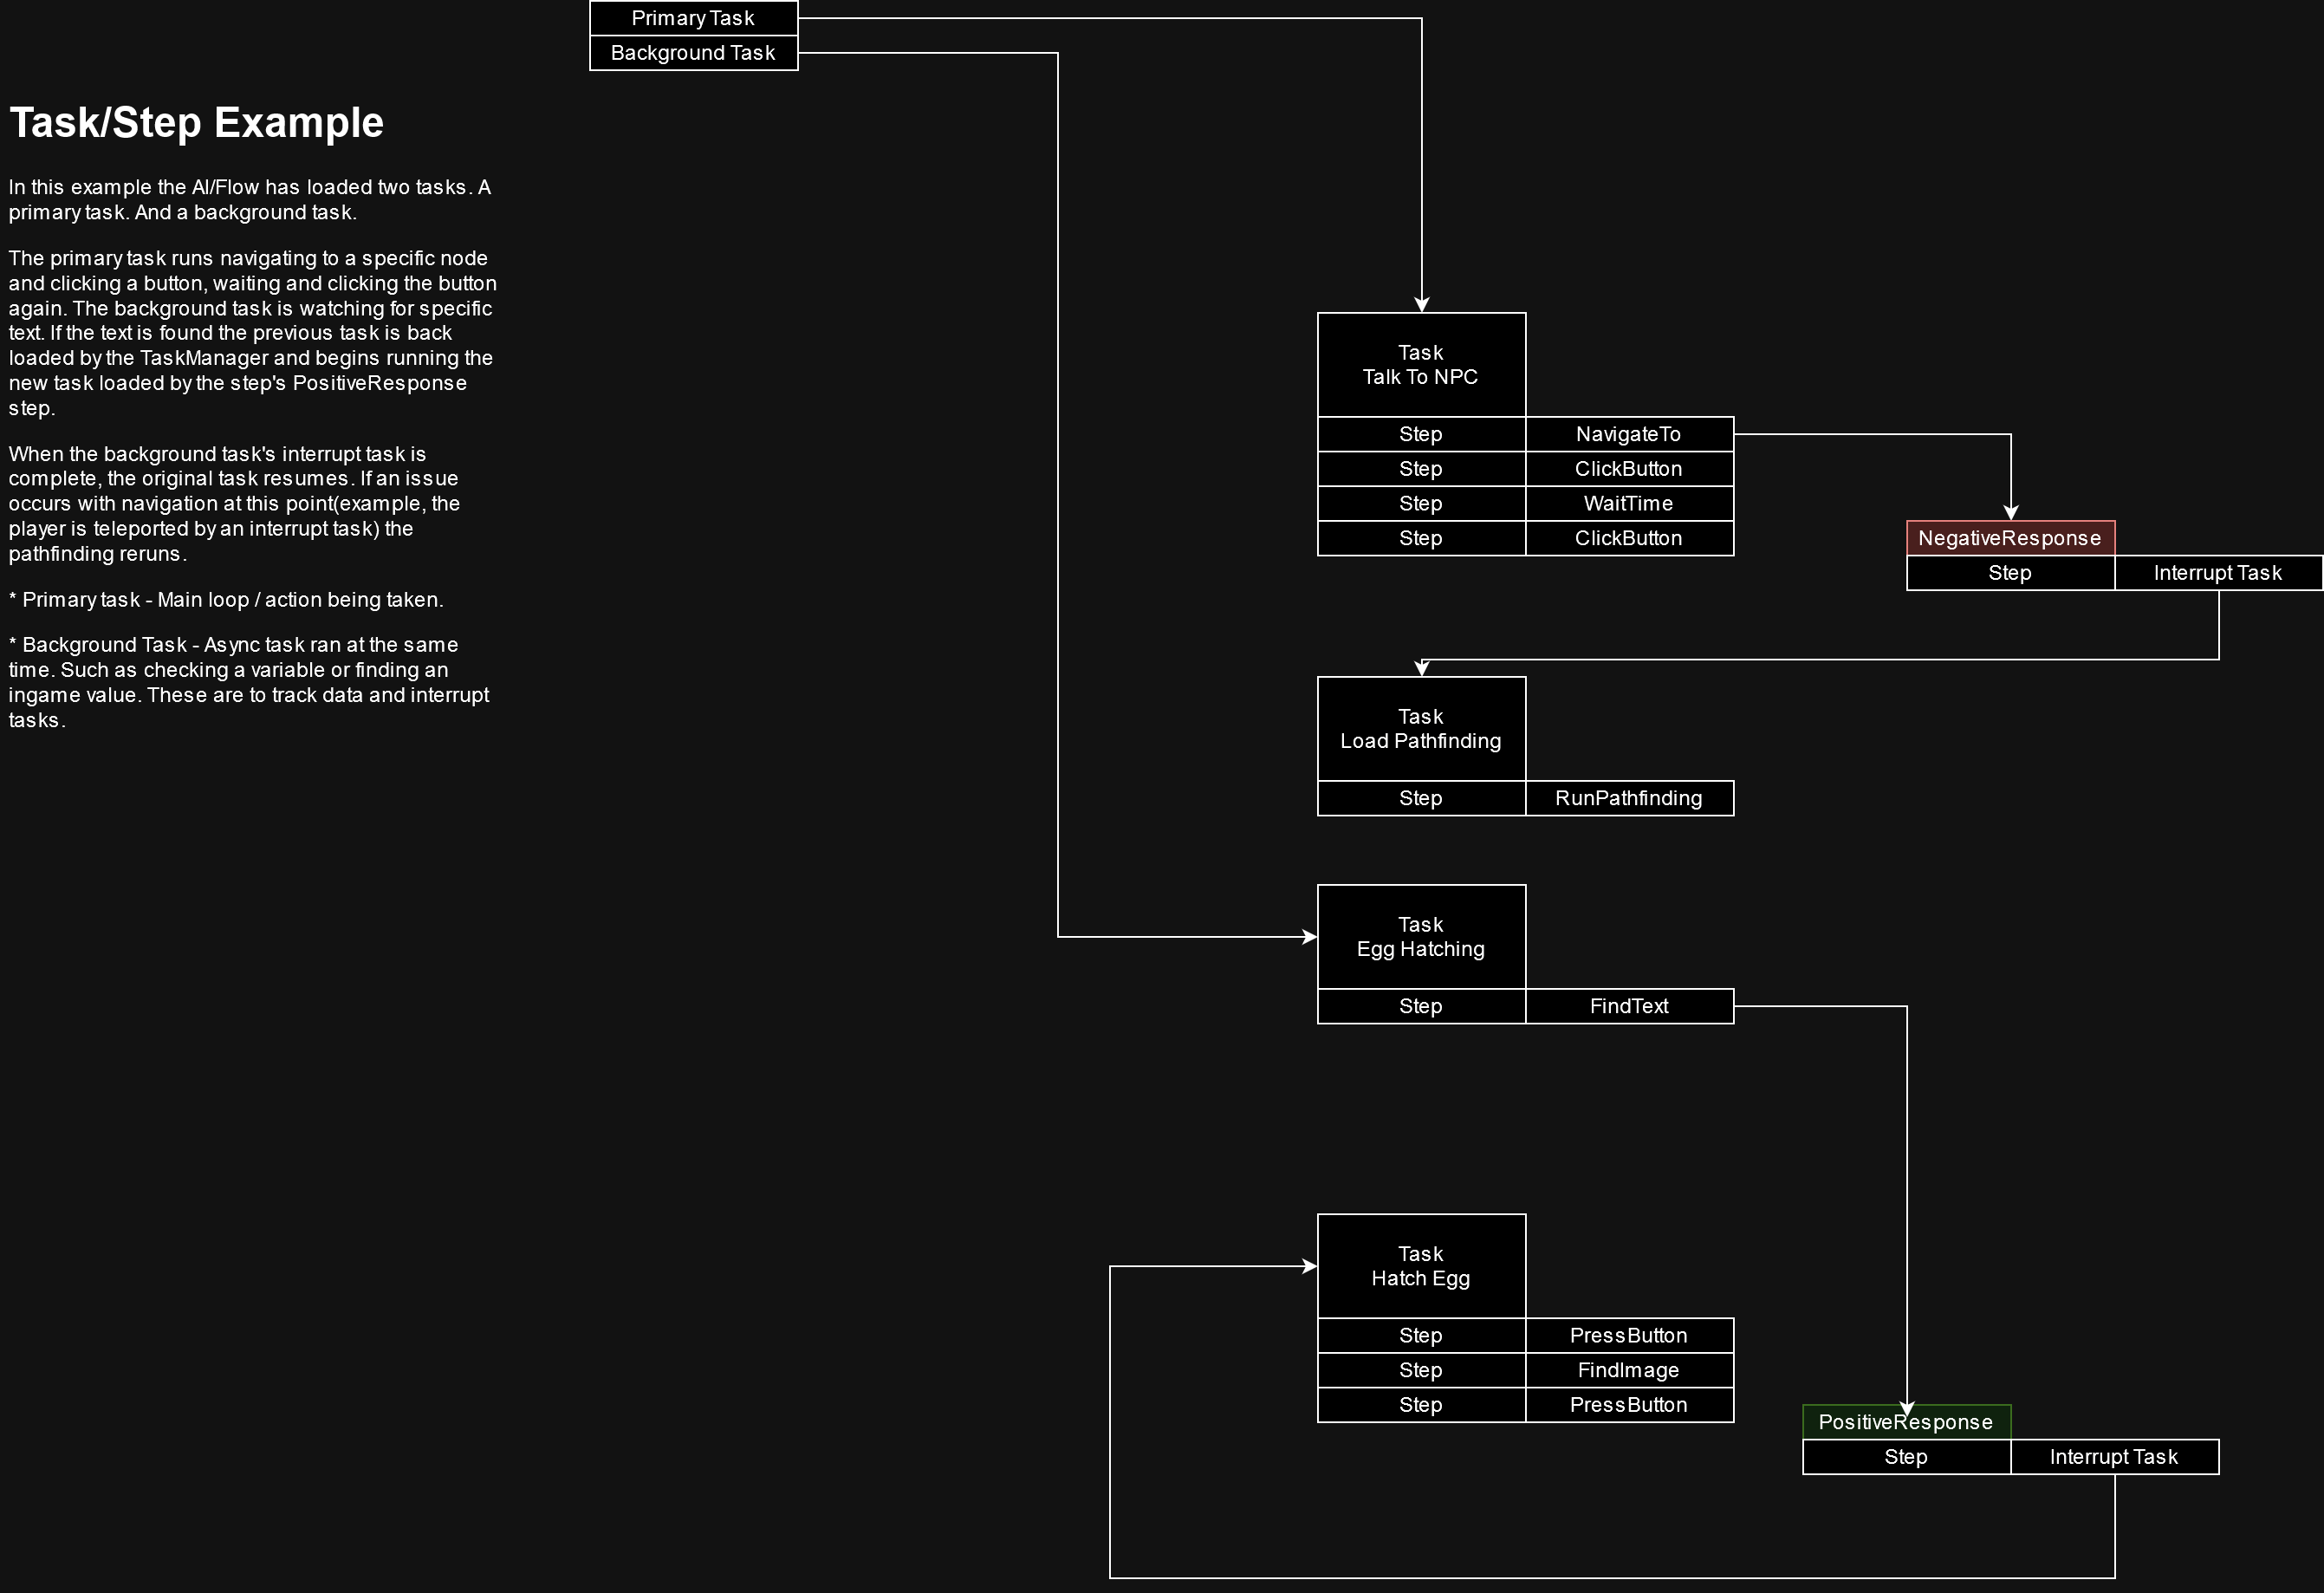 Primary Task
Background Task
Task/Step Example
In this example the AI/Flow has loaded two tasks. A
primary task. And a background task.
The primary task runs navigating to a specific node
and clicking a button, waiting and clicking the button
again. The background task is watching for specific
text. If the text is found the previous task is back
loaded by the TaskManager and begins running the
new task loaded by the step's PositiveResponse
step.
When the background task's interrupt task is
complete, the original task resumes. If an issue
occurs with navigation at this point(example, the
player is teleported by an interrupt task) the
pathfinding reruns.
* Primary task - Main loop / action being taken.
* Background Task - Async task ran at the same
time. Such as checking a variable or finding an
ingame value. These are to track data and interrupt
tasks.
Task
Talk To NPC
Step NavigateTo
Step ClickButton
Step WaitTime
Step ClickButton
NegativeResponse
Step Interrupt Task
Task
Load Pathfinding
Step RunPathfinding
Task
Egg Hatching
Step FindText
Task
Hatch Egg
Step PressButton
Step FindImage
Step PressButton
PositiveResponse
Step Interrupt Task